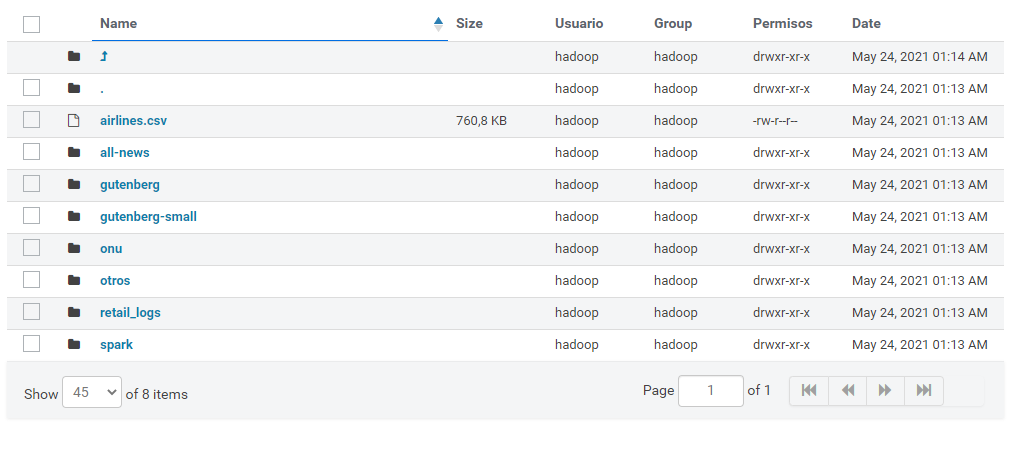 Name Size Usuario Group Permisos Date
hadoop hadoop drwxr-xr-x May 24, 2021 01:14 AM
. hadoop hadoop drwxr-xr-x May 24, 2021 01:13 AM
airlines.csv 760,8 KB hadoop hadoop -rw-r--r-- May 24, 2021 01:13 AM
all-news hadoop hadoop drwxr-xr-x May 24, 2021 01:13 AM
gutenberg hadoop hadoop drwxr-xr-x May 24, 2021 01:13 AM
gutenberg-small hadoop hadoop drwxr-xr-x May 24, 2021 01:13 AM
onu hadoop hadoop drwxr-xr-x May 24, 2021 01:13 AM
otros hadoop hadoop drwxr-xr-x May 24, 2021 01:13 AM
retail_logs hadoop hadoop drwxr-xr-x May 24, 2021 01:13 AM
spark hadoop hadoop drwxr-xr-x May 24, 2021 01:13 AM
Show 45 of 8 items Page 1 of 1